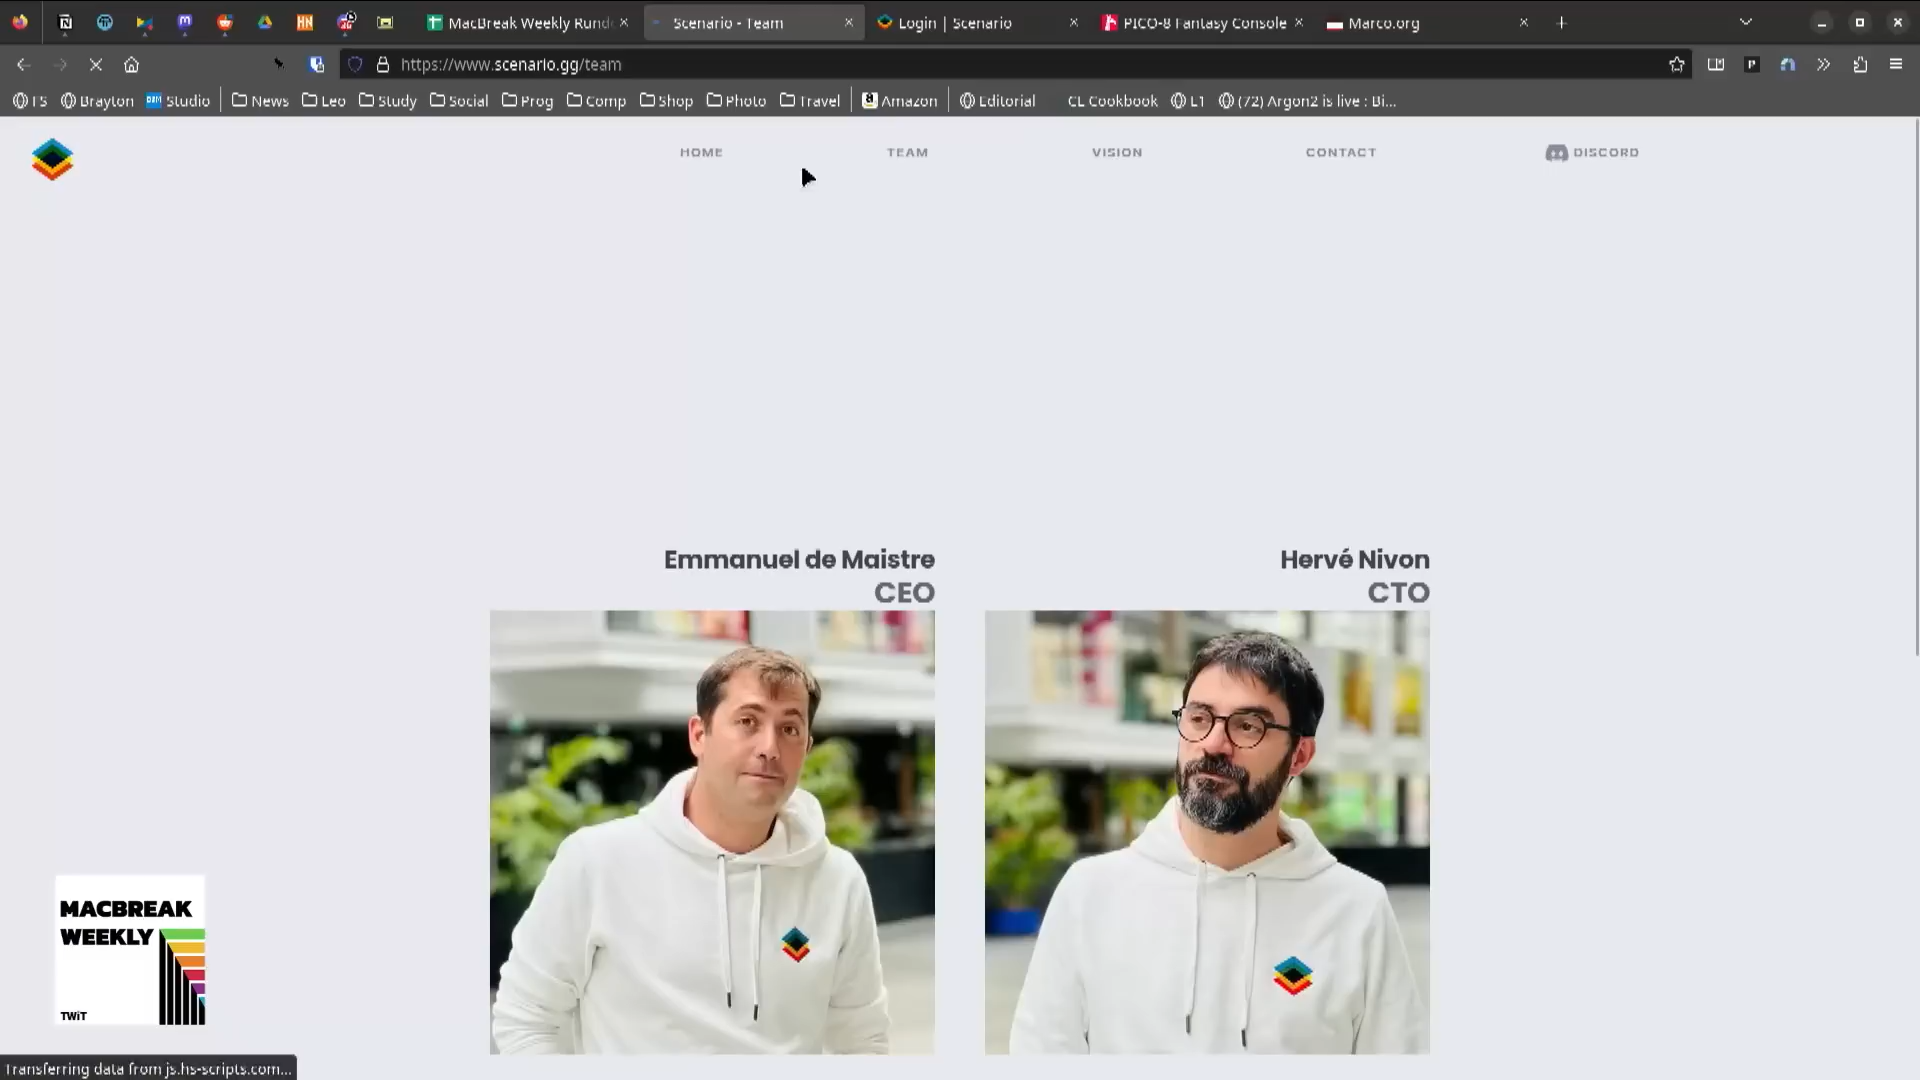 MacBreak Weekly Rund
Scenario - Team
Login | Scenario
PICO-8 Fantasy Console
Marco.org
https://www.scenario.gg/team
Brayton
Studio
News
Leo
Study
Social
Prog
Comp
Shop
Photo
Travel
Amazon
Editorial
CL Cookbook
L1
(72) Argon2 is live : Bi...
HOME
TEAM
VISION
CONTACT
DISCORD
Emmanuel de Maistre
CEO
Hervé Nivon
CTO
MACBREAK
WEEKLY
TWiT
Transferring data from js.hs-scripts.com...